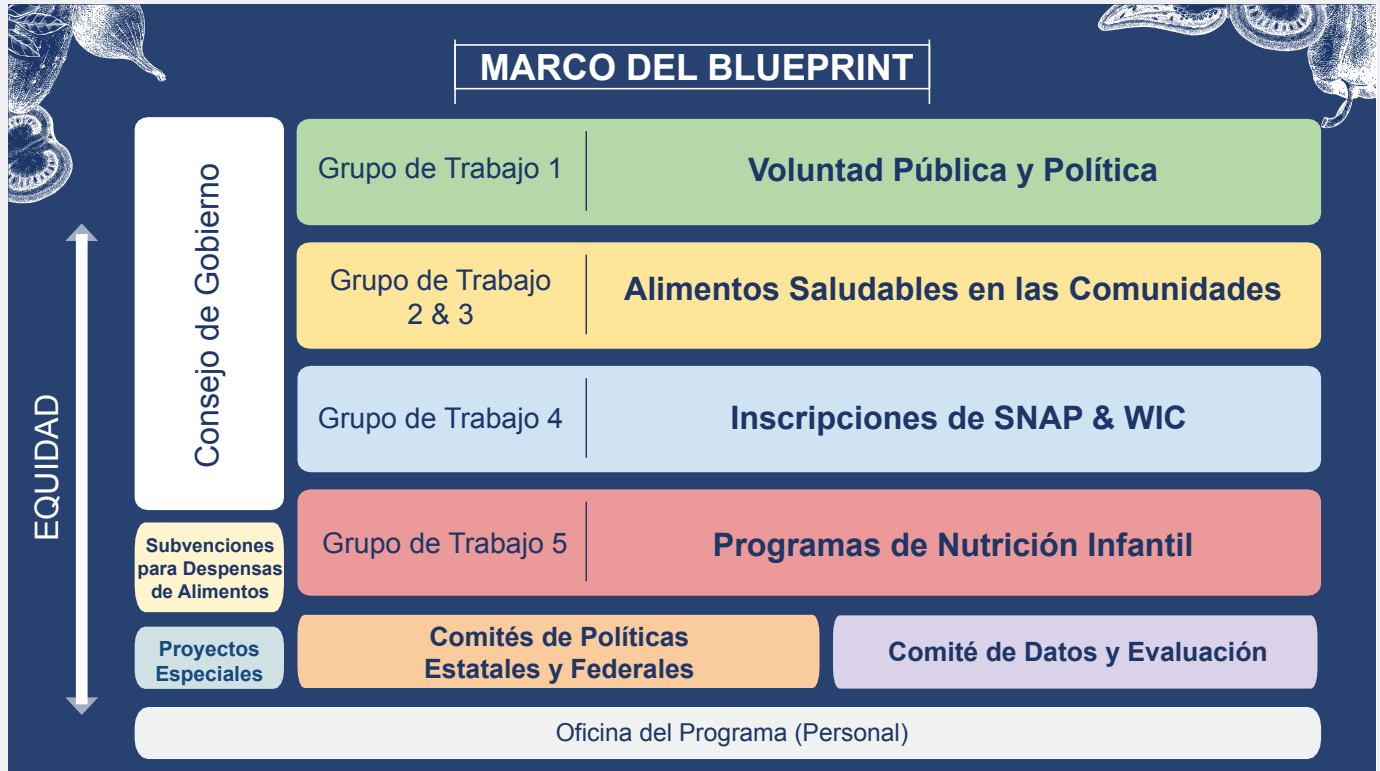 MARCO DEL BLUEPRINT
EQUIDAD
Consejo de Gobierno
Grupo de Trabajo 1
Voluntad Pública y Política
Grupo de Trabajo
2 & 3
Alimentos Saludables en las Comunidades
Grupo de Trabajo 4
Inscripciones de SNAP & WIC
Grupo de Trabajo 5
Programas de Nutrición Infantil
Subvenciones
para Despensas
de Alimentos
Proyectos
Especiales
Comités de Políticas
Estatales y Federales
Comité de Datos y Evaluación
Oficina del Programa (Personal)